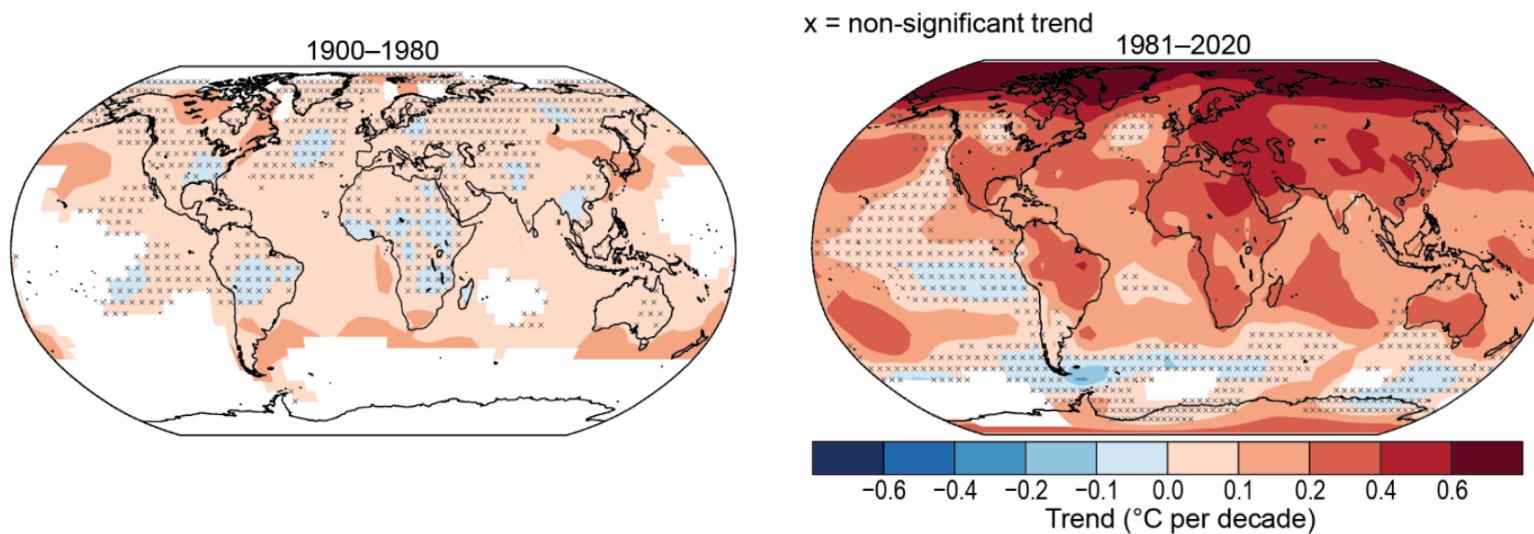 x = non-significant trend
1900–1980
1981–2020
−0.6 −0.4 −0.2 −0.1 0.0 0.1 0.2 0.4 0.6
Trend (°C per decade)